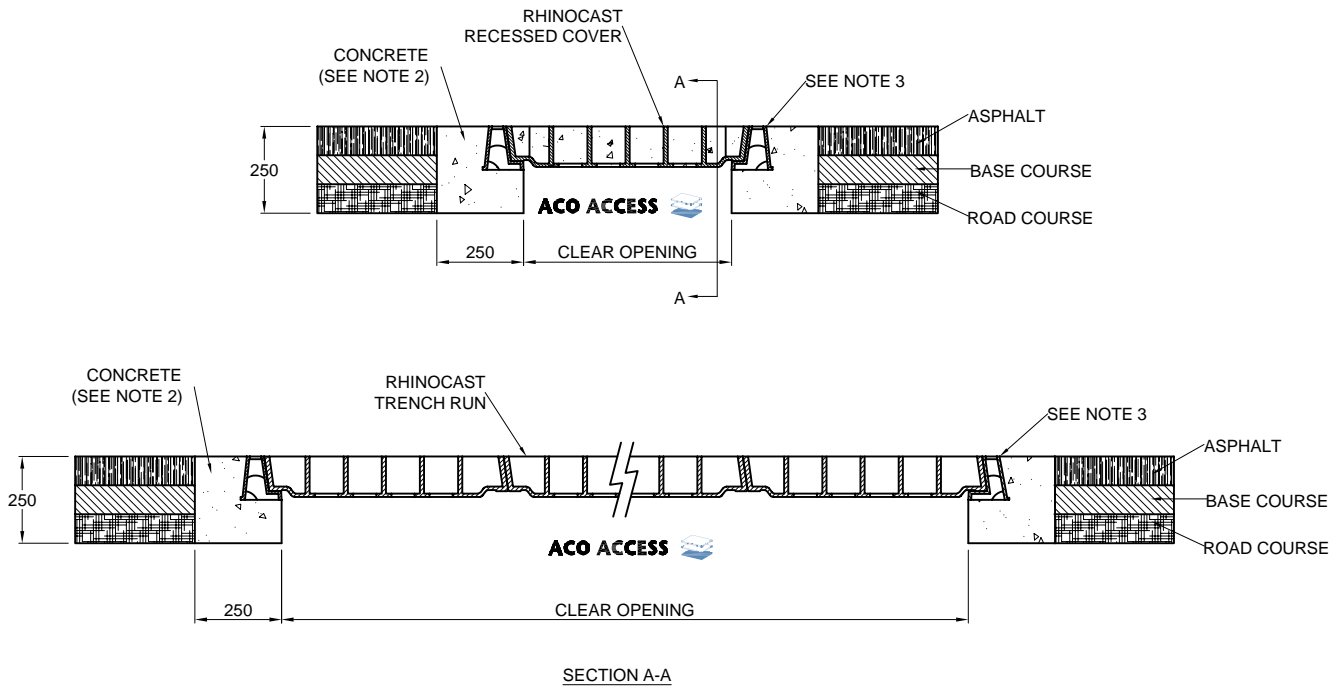 RHINOCAST
RECESSED COVER
CONCRETE
(SEE NOTE 2)
A
SEE NOTE 3
ASPHALT
250
BASE COURSE
ROAD COURSE
ACO ACCESS
250
CLEAR OPENING
A
CONCRETE
(SEE NOTE 2)
RHINOCAST
TRENCH RUN
SEE NOTE 3
ASPHALT
250
BASE COURSE
ROAD COURSE
ACO ACCESS
250
CLEAR OPENING
SECTION A-A